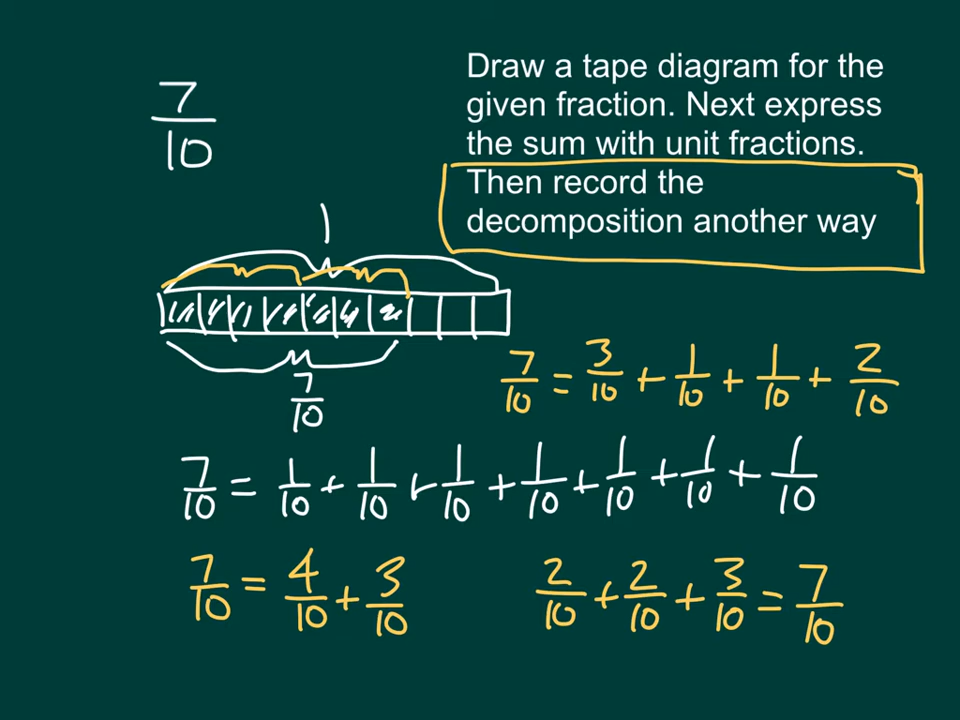 7/10
Draw a tape diagram for the
given fraction. Next express
the sum with unit fractions.
Then record the
decomposition another way
1
7/10
7/10 = 3/10 + 1/10 + 1/10 + 2/10
7/10 = 1/10 + 1/10 + 1/10 + 1/10 + 1/10 + 1/10 + 1/10
7/10 = 4/10 + 3/10
2/10 + 2/10 + 3/10 = 7/10